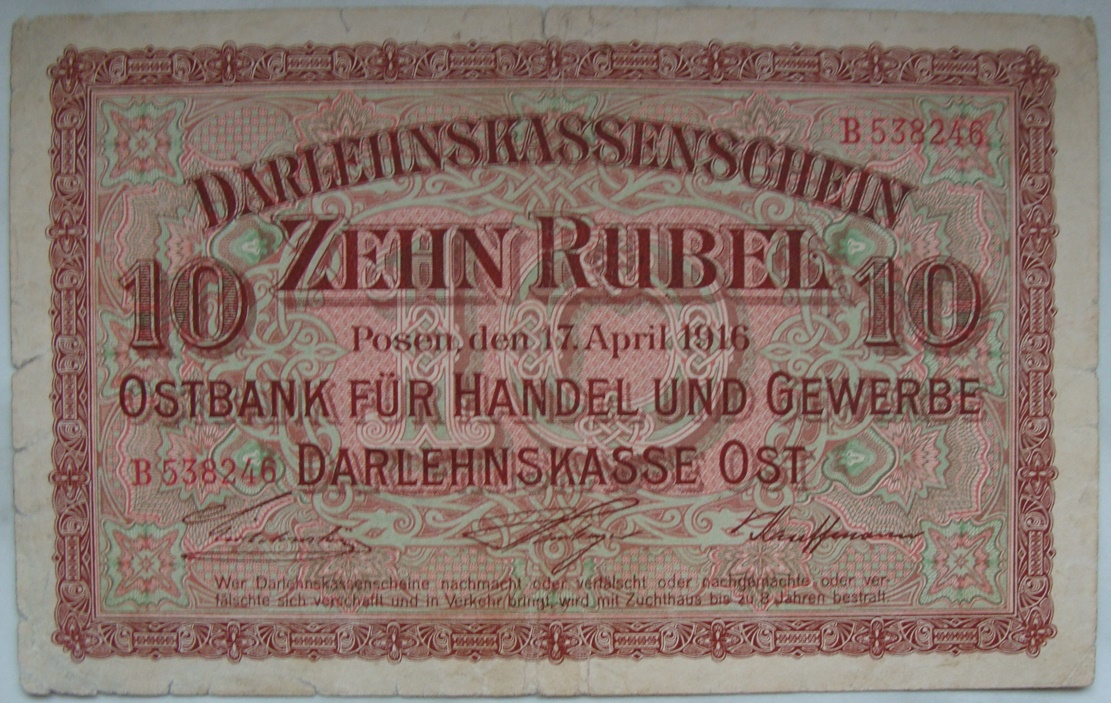 B 538246
DARLEHNSKASSENSCHEIN
ZEHN RUBEL
10 10
Posen, den 17. April 1916
OSTBANK FÜR HANDEL UND GEWERBE
B 538246 DARLEHNSKASSE OST
Kauffmann
Wer Darlehnskassenscheine nachmacht oder verfälscht oder nachgemachte oder ver-
fälschte sich verschafft und in Verkehr bringt, wird mit Zuchthaus bis zu 8 Jahren bestraft.